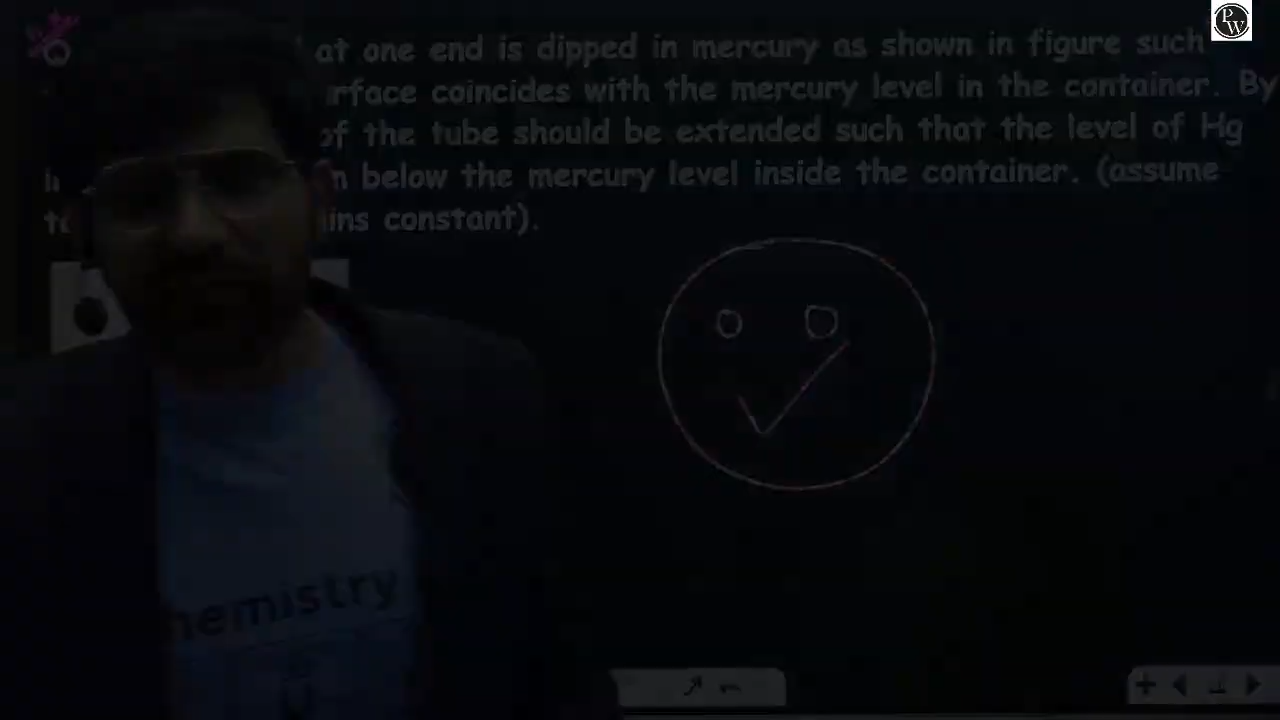 PW
at one end is dipped in mercury as shown in figure such
rface coincides with the mercury level in the container. By
of the tube should be extended such that the level of Hg
below the mercury level inside the container. (assume
ins constant).
hemistry